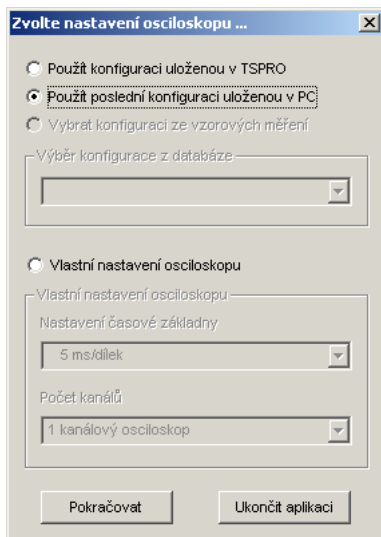 Zvolte nastavení osciloskopu ...
Použít konfiguraci uloženou v TSPRO
Použít poslední konfiguraci uloženou v PC
Vybrat konfiguraci ze vzorových měření
Výběr konfigurace z databáze
Vlastní nastavení osciloskopu
Vlastní nastavení osciloskopu
Nastavení časové základny
5 ms/dílek
Počet kanálů
1 kanálový osciloskop
Pokračovat
Ukončit aplikaci